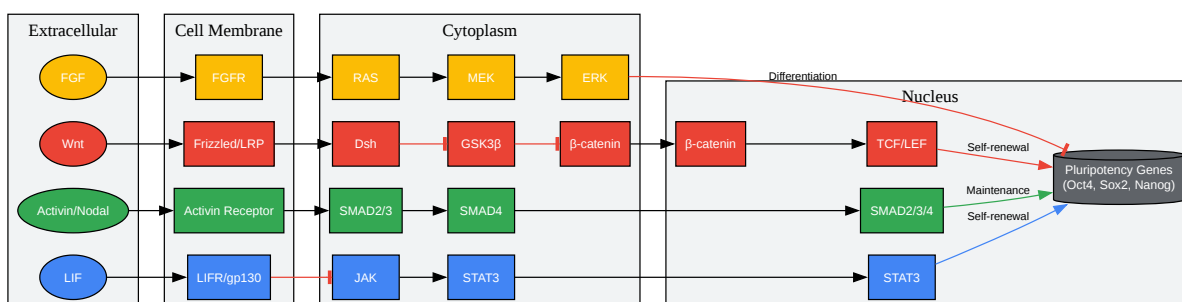 Extracellular
Cell Membrane
Cytoplasm
Nucleus
FGF
FGFR
RAS
MEK
ERK
Differentiation
Wnt
Frizzled/LRP
Dsh
GSK3β
β-catenin
β-catenin
TCF/LEF
Self-renewal
Pluripotency Genes
(Oct4, Sox2, Nanog)
Activin/Nodal
Activin Receptor
SMAD2/3
SMAD4
SMAD2/3/4
Maintenance
Self-renewal
LIF
LIFR/gp130
JAK
STAT3
STAT3